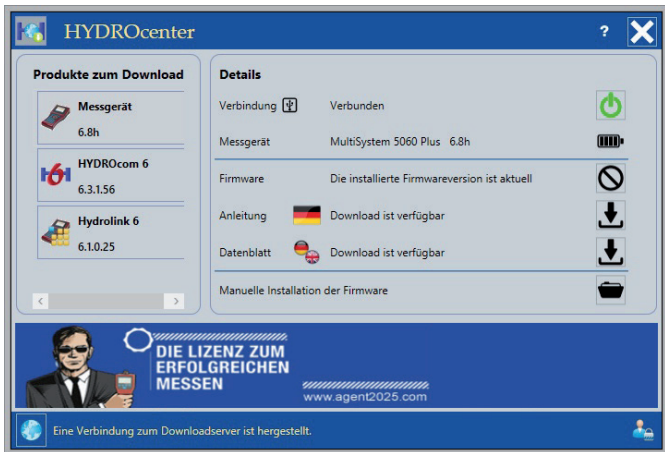 HYDROcenter
?
Produkte zum Download
Messgerät
6.8h
H6I
HYDROcom 6
6.3.1.56
Hydrolink 6
6.1.0.25
Details
Verbindung Verbunden
Messgerät MultiSystem 5060 Plus 6.8h
Firmware Die installierte Firmwareversion ist aktuell
Anleitung Download ist verfügbar
Datenblatt Download ist verfügbar
Manuelle Installation der Firmware
DIE LIZENZ ZUM
ERFOLGREICHEN
MESSEN
www.agent2025.com
Eine Verbindung zum Downloadserver ist hergestellt.